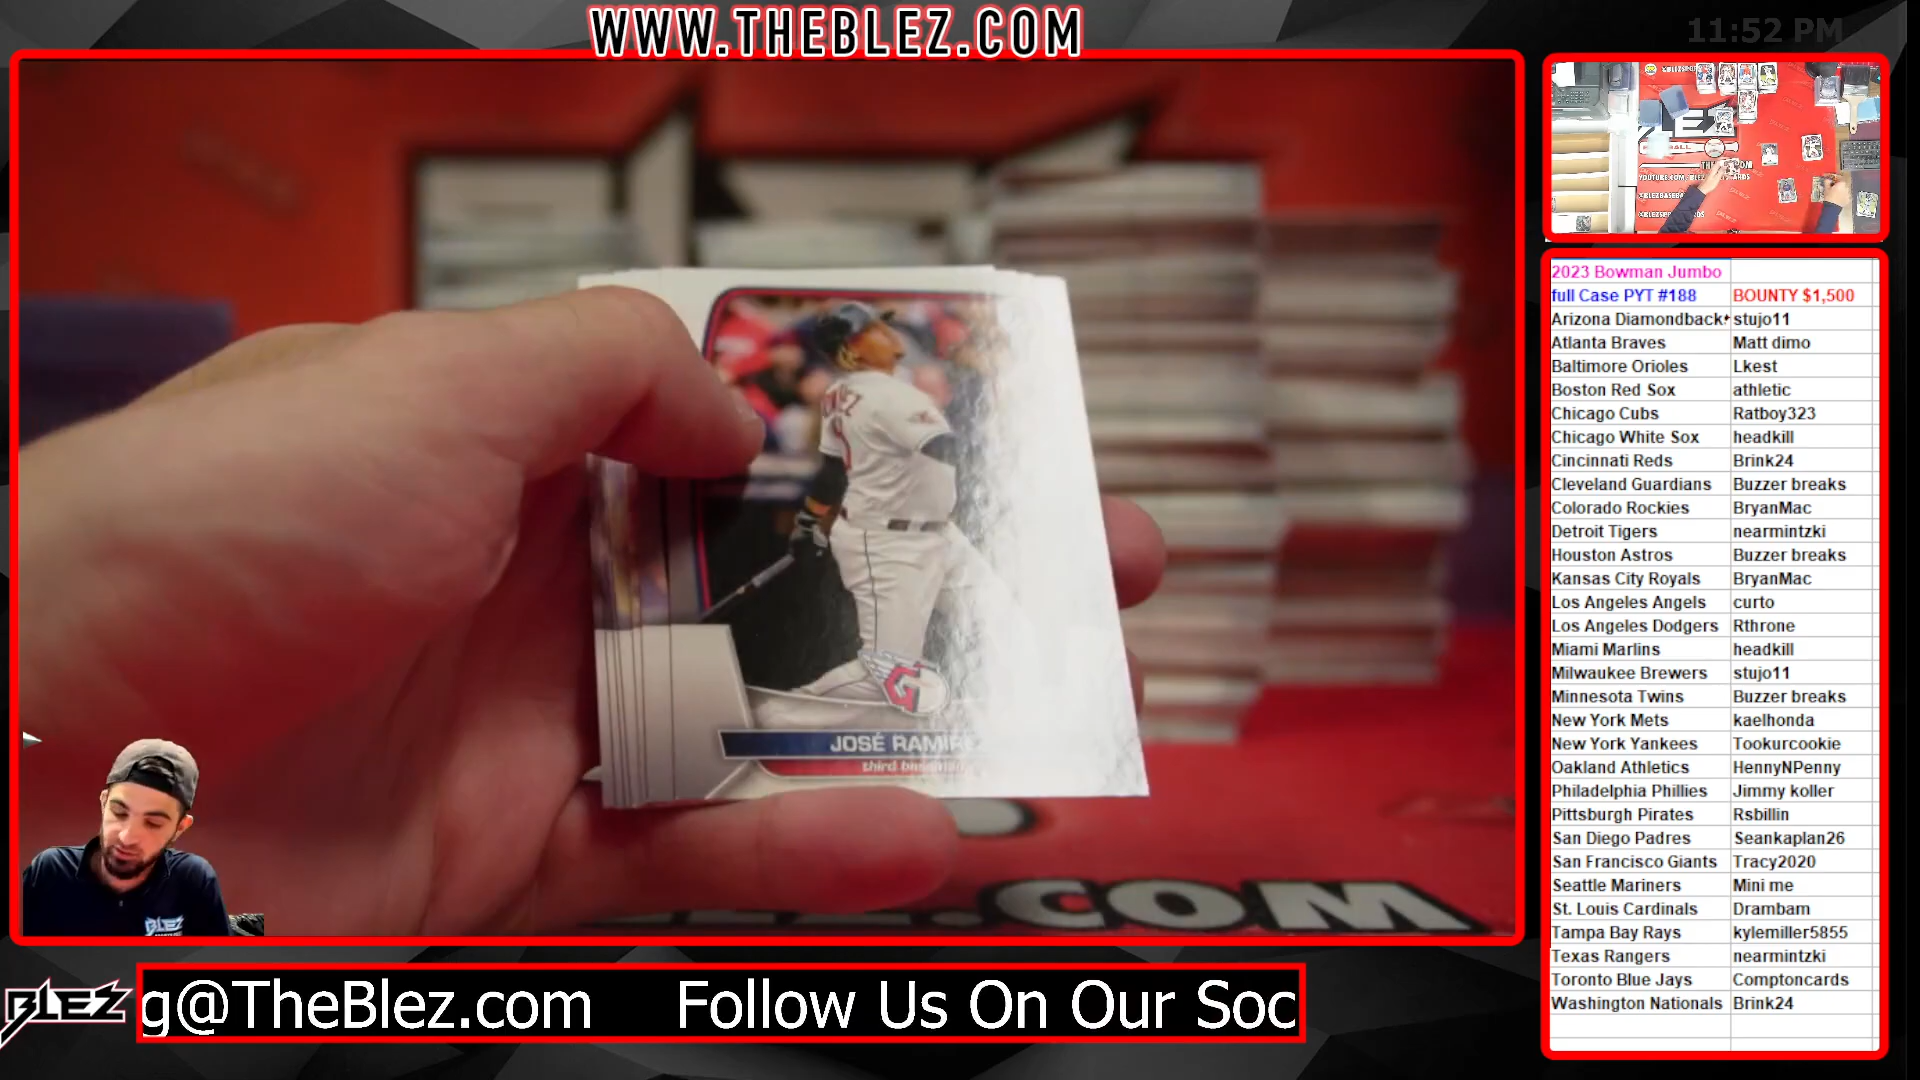 WWW.THEBLEZ.COM
11:52 PM
JOSÉ RAMIR
third baseman
.COM
BLEZ
BLEZ
g@TheBlez.com Follow Us On Our Soc
2023 Bowman Jumbo
full Case PYT #188 BOUNTY $1,500
Arizona Diamondback stujo11
Atlanta Braves Matt dimo
Baltimore Orioles Lkest
Boston Red Sox athletic
Chicago Cubs Ratboy323
Chicago White Sox headkill
Cincinnati Reds Brink24
Cleveland Guardians Buzzer breaks
Colorado Rockies BryanMac
Detroit Tigers nearmintzki
Houston Astros Buzzer breaks
Kansas City Royals BryanMac
Los Angeles Angels curto
Los Angeles Dodgers Rthrone
Miami Marlins headkill
Milwaukee Brewers stujo11
Minnesota Twins Buzzer breaks
New York Mets kaelhonda
New York Yankees Tookurcookie
Oakland Athletics HennyNPenny
Philadelphia Phillies Jimmy koller
Pittsburgh Pirates Rsbillin
San Diego Padres Seankaplan26
San Francisco Giants Tracy2020
Seattle Mariners Mini me
St. Louis Cardinals Drambam
Tampa Bay Rays kylemiller5855
Texas Rangers nearmintzki
Toronto Blue Jays Comptoncards
Washington Nationals Brink24